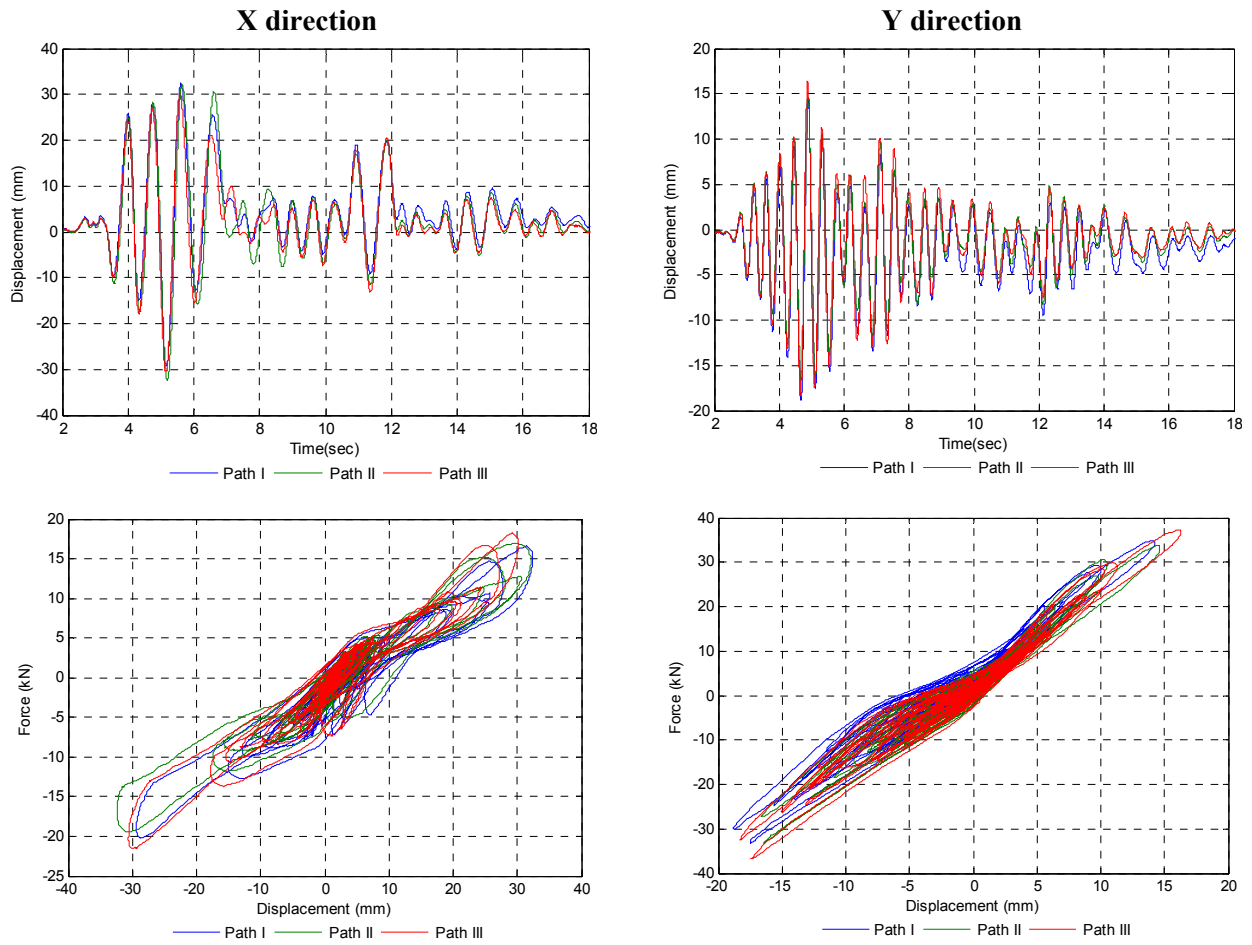 X direction
Y direction
40
30
20
10
0
-10
-20
-30
-40
Displacement (mm)
2 4 6 8 10 12 14 16 18
Time(sec)
Path I Path II Path III
20
15
10
5
0
-5
-10
-15
-20
Displacement (mm)
2 4 6 8 10 12 14 16 18
Time(sec)
Path I Path II Path III
20
15
10
5
0
-5
-10
-15
-20
-25
Force (kN)
-40 -30 -20 -10 0 10 20 30 40
Displacement (mm)
Path I Path II Path III
40
30
20
10
0
-10
-20
-30
-40
Force (kN)
-20 -15 -10 -5 0 5 10 15 20
Displacement (mm)
Path I Path II Path III